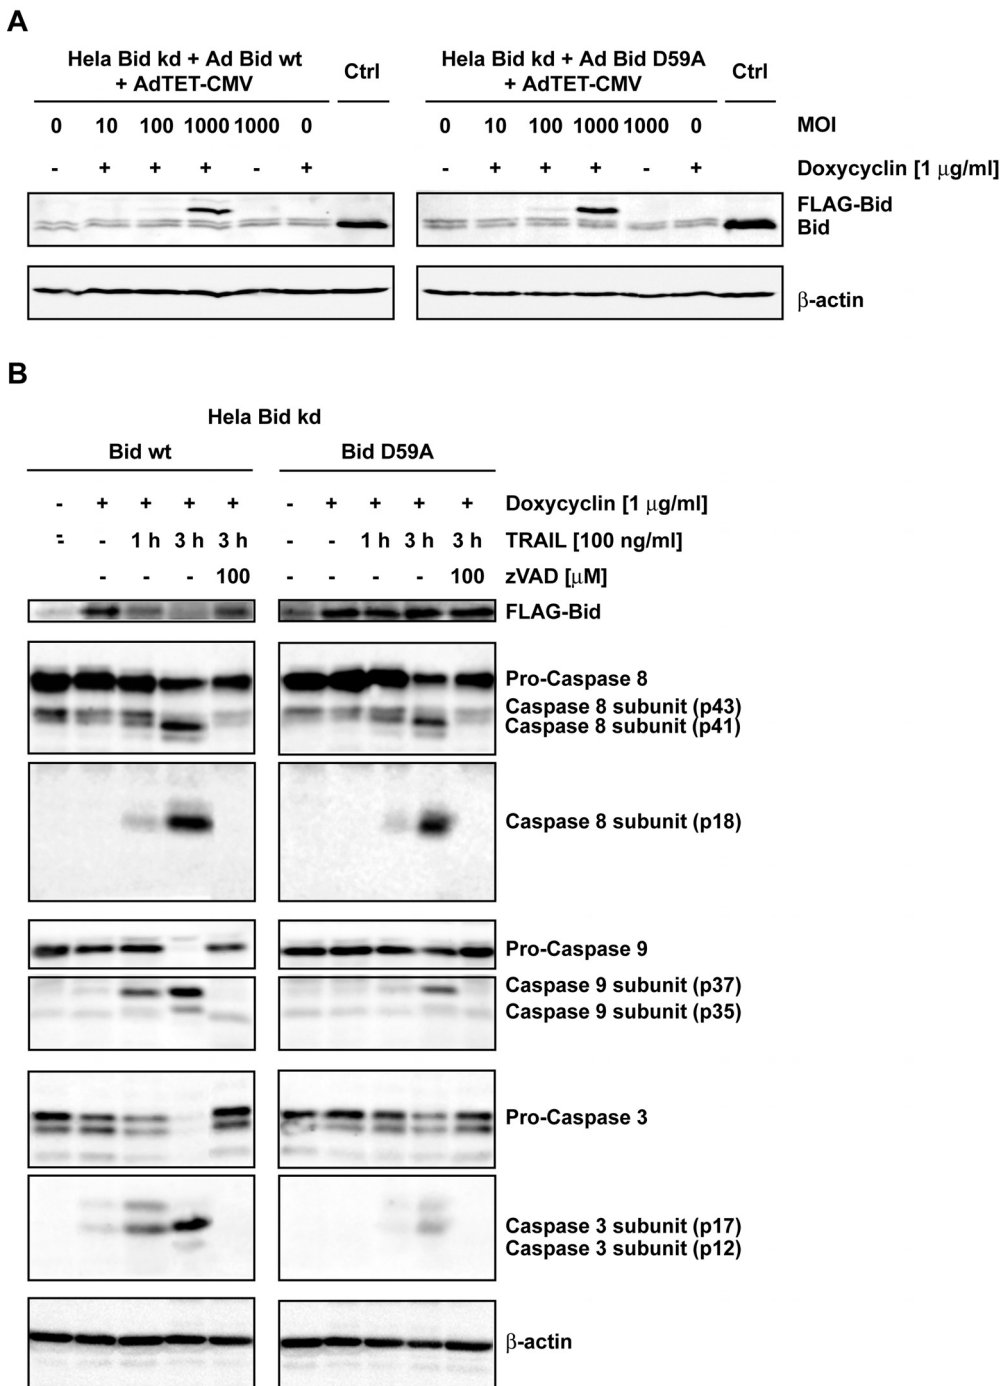 A
Hela Bid kd + Ad Bid wt
+ AdTET-CMV
Ctrl
Hela Bid kd + Ad Bid D59A
+ AdTET-CMV
Ctrl
0 10 100 1000 1000 0 0 10 100 1000 1000 0 MOI
- + + + - + - + + + - + Doxycyclin [1 μg/ml]
FLAG-Bid
Bid
β-actin
B
Hela Bid kd
Bid wt Bid D59A
- + + + + - + + + + Doxycyclin [1 μg/ml]
- - 1 h 3 h 3 h - - 1 h 3 h 3 h TRAIL [100 ng/ml]
- - - - 100 - - - - 100 zVAD [μM]
FLAG-Bid
Pro-Caspase 8
Caspase 8 subunit (p43)
Caspase 8 subunit (p41)
Caspase 8 subunit (p18)
Pro-Caspase 9
Caspase 9 subunit (p37)
Caspase 9 subunit (p35)
Pro-Caspase 3
Caspase 3 subunit (p17)
Caspase 3 subunit (p12)
β-actin